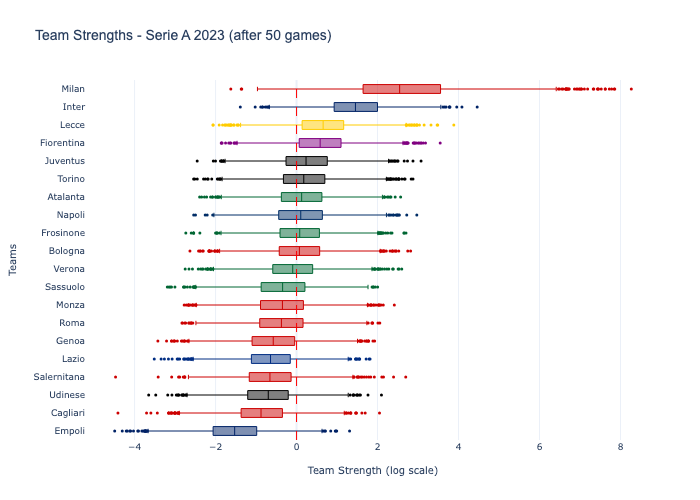 Team Strengths - Serie A 2023 (after 50 games)
Milan
Inter
Lecce
Fiorentina
Juventus
Torino
Atalanta
Napoli
Frosinone
Bologna
Verona
Sassuolo
Monza
Roma
Genoa
Lazio
Salernitana
Udinese
Cagliari
Empoli
Teams
−4 −2 0 2 4 6 8
Team Strength (log scale)